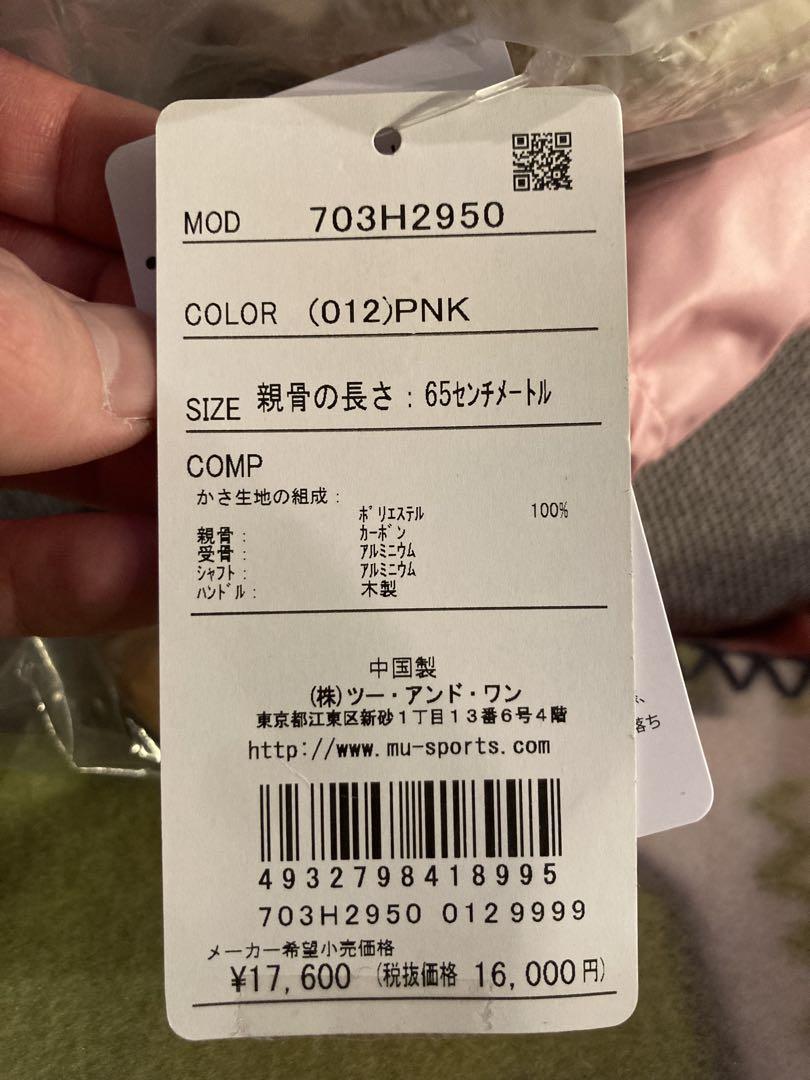 MOD 703H2950
COLOR (012)PNK
SIZE 親骨の長さ : 65センチメートル
COMP
かさ生地の組成 :
ポリエステル 100%
親骨 : カーボン
受骨 : アルミニウム
シャフト : アルミニウム
ハンドル : 木製
中国製
(株)ツー・アンド・ワン
東京都江東区新砂1丁目13番6号4階
http://www.mu-sports.com
4932798418995
703H2950 012 9999
メーカー希望小売価格
¥17,600 (税抜価格 16,000円)
落ち